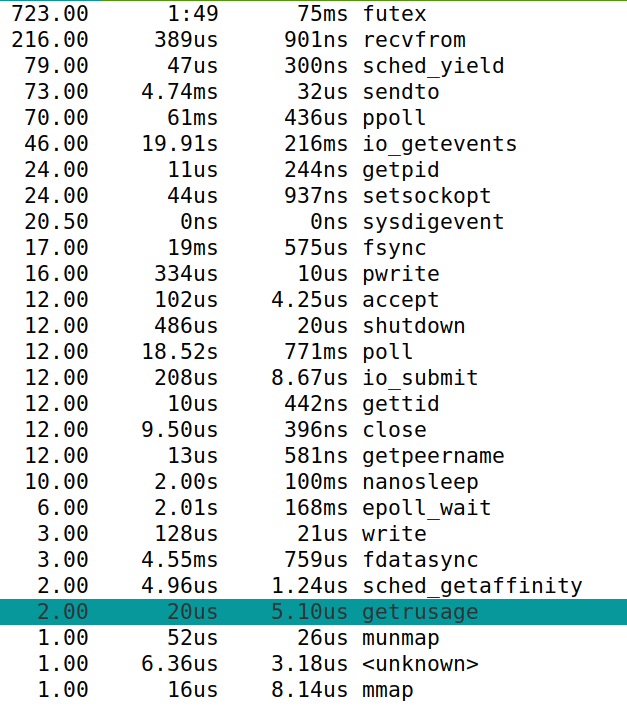 723.00 1:49 75ms futex
216.00 389us 901ns recvfrom
79.00 47us 300ns sched_yield
73.00 4.74ms 32us sendto
70.00 61ms 436us ppoll
46.00 19.91s 216ms io_getevents
24.00 11us 244ns getpid
24.00 44us 937ns setsockopt
20.50 0ns 0ns sysdigevent
17.00 19ms 575us fsync
16.00 334us 10us pwrite
12.00 102us 4.25us accept
12.00 486us 20us shutdown
12.00 18.52s 771ms poll
12.00 208us 8.67us io_submit
12.00 10us 442ns gettid
12.00 9.50us 396ns close
12.00 13us 581ns getpeername
10.00 2.00s 100ms nanosleep
6.00 2.01s 168ms epoll_wait
3.00 128us 21us write
3.00 4.55ms 759us fdatasync
2.00 4.96us 1.24us sched_getaffinity
2.00 20us 5.10us getrusage
1.00 52us 26us munmap
1.00 6.36us 3.18us <unknown>
1.00 16us 8.14us mmap